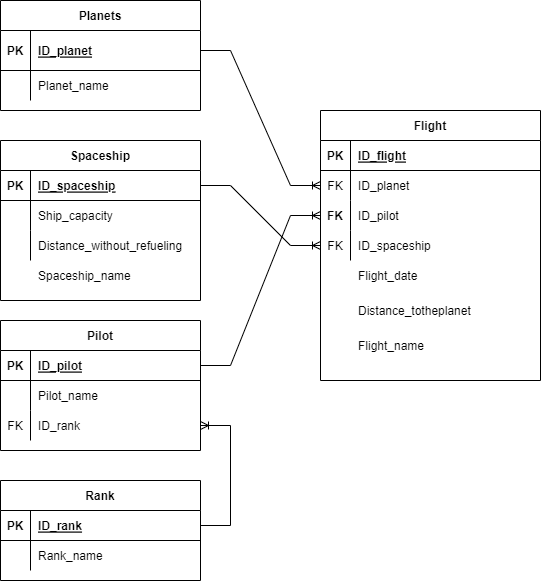 Planets
PK ID_planet
Planet_name
Spaceship
PK ID_spaceship
Ship_capacity
Distance_without_refueling
Spaceship_name
Pilot
PK ID_pilot
Pilot_name
FK ID_rank
Rank
PK ID_rank
Rank_name
Flight
PK ID_flight
FK ID_planet
FK ID_pilot
FK ID_spaceship
Flight_date
Distance_totheplanet
Flight_name